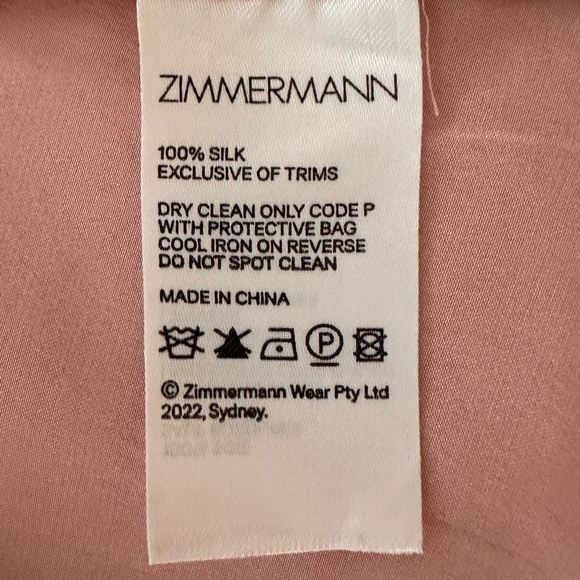 ZIMMERMANN
100% SILK
EXCLUSIVE OF TRIMS
DRY CLEAN ONLY CODE P
WITH PROTECTIVE BAG
COOL IRON ON REVERSE
DO NOT SPOT CLEAN
MADE IN CHINA
P
© Zimmermann Wear Pty Ltd
2022, Sydney.